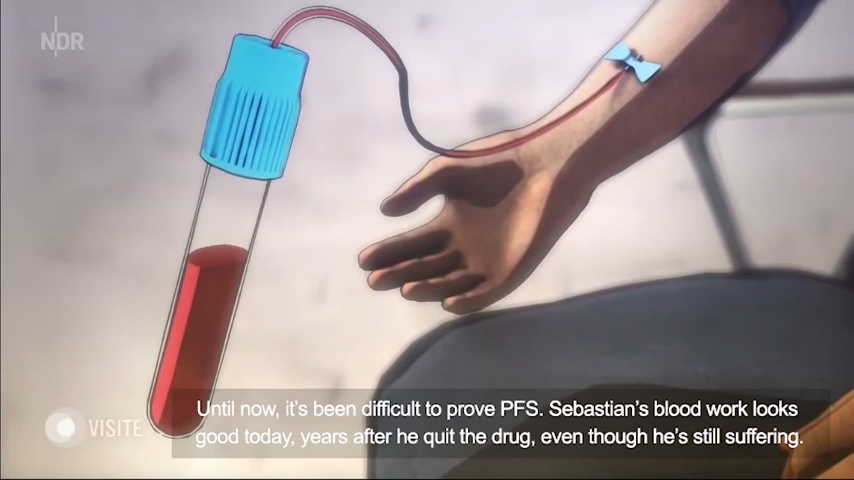 NDR
Until now, it’s been difficult to prove PFS. Sebastian’s blood work looks
good today, years after he quit the drug, even though he’s still suffering.
VISITE